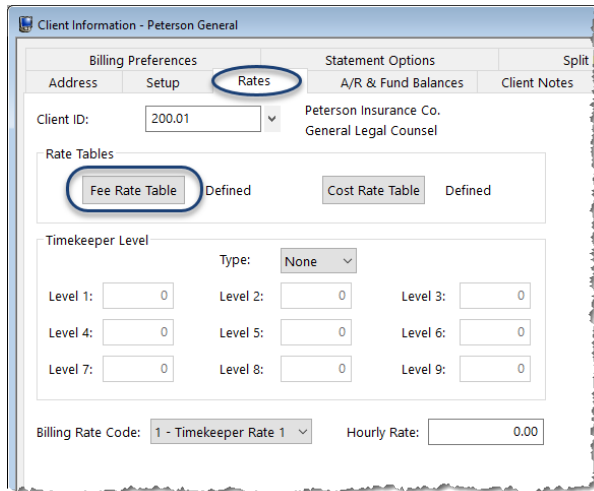 Client Information - Peterson General
Billing Preferences Statement Options Split
Address Setup Rates A/R & Fund Balances Client Notes
Client ID: 200.01 Peterson Insurance Co.
General Legal Counsel
Rate Tables
Fee Rate Table Defined Cost Rate Table Defined
Timekeeper Level
Type: None
Level 1: 0 Level 2: 0 Level 3: 0
Level 4: 0 Level 5: 0 Level 6: 0
Level 7: 0 Level 8: 0 Level 9: 0
Billing Rate Code: 1 - Timekeeper Rate 1 Hourly Rate: 0.00